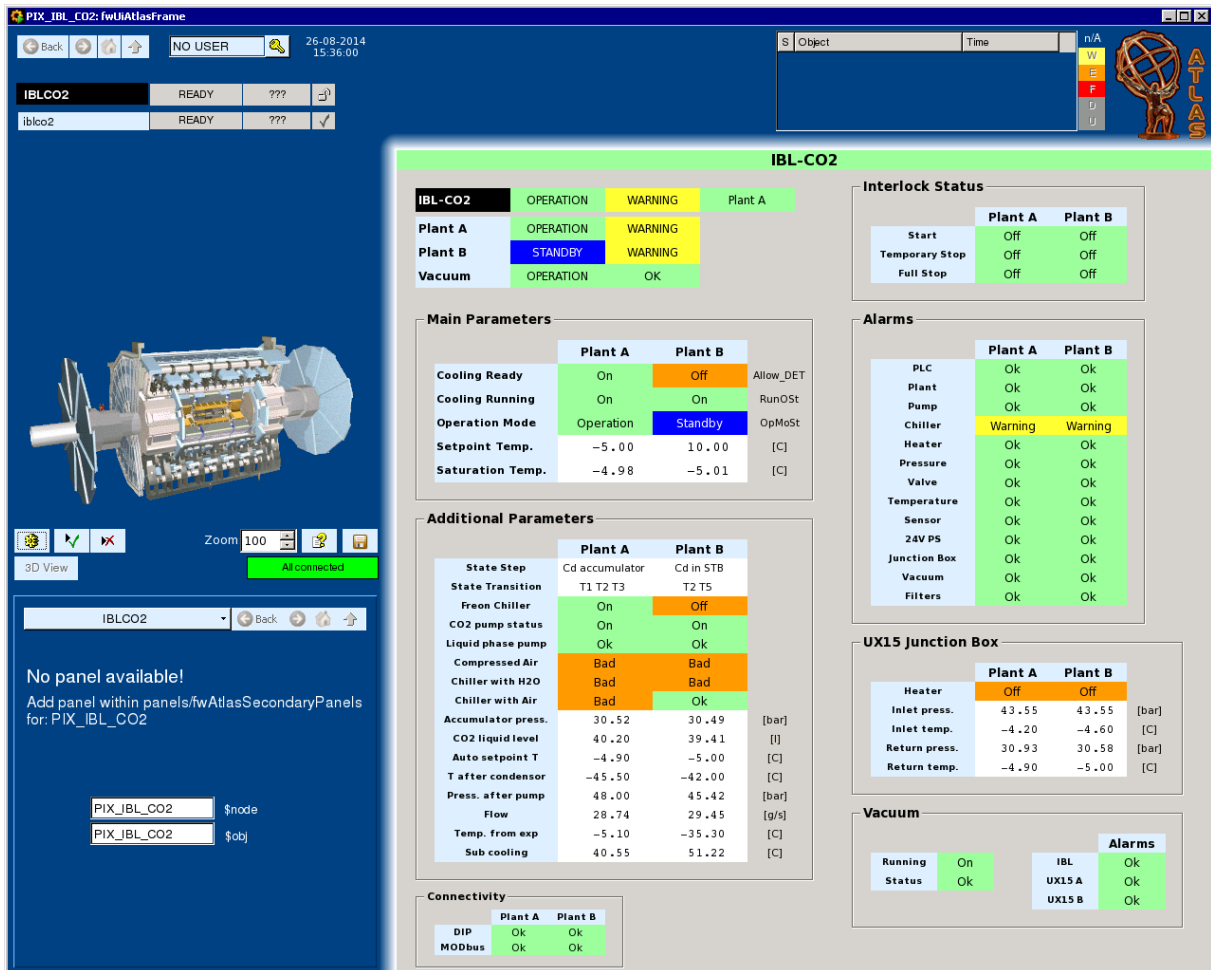 PIX_IBL_CO2: fwUiAtlasFrame
Back
NO USER
26-08-2014
15:36:00
S Object Time
n/A
W
E
F
D
U
ATLAS
IBLCO2 READY ???
iblco2 READY ???
IBL-CO2
IBL-CO2 OPERATION WARNING Plant A
Plant A OPERATION WARNING
Plant B STANDBY WARNING
Vacuum OPERATION OK
Interlock Status
Plant A Plant B
Start Off Off
Temporary Stop Off Off
Full Stop Off Off
Main Parameters
Plant A Plant B
Cooling Ready On Off Allow_DET
Cooling Running On On RunOSt
Operation Mode Operation Standby OpMoSt
Setpoint Temp. -5.00 10.00 [C]
Saturation Temp. -4.98 -5.01 [C]
Alarms
Plant A Plant B
PLC Ok Ok
Plant Ok Ok
Pump Ok Ok
Chiller Warning Warning
Heater Ok Ok
Pressure Ok Ok
Valve Ok Ok
Temperature Ok Ok
Sensor Ok Ok
24V PS Ok Ok
Junction Box Ok Ok
Vacuum Ok Ok
Filters Ok Ok
Additional Parameters
Plant A Plant B
State Step Cd accumulator Cd in STB
State Transition T1 T2 T3 T2 T5
Freon Chiller On Off
CO2 pump status On On
Liquid phase pump Ok Ok
Compressed Air Bad Bad
Chiller with H2O Bad Bad
Chiller with Air Bad Ok
Accumulator press. 30.52 30.49 [bar]
CO2 liquid level 40.20 39.41 [l]
Auto setpoint T -4.90 -5.00 [C]
T after condensor -45.50 -42.00 [C]
Press. after pump 48.00 45.42 [bar]
Flow 28.74 29.45 [g/s]
Temp. from exp -5.10 -35.30 [C]
Sub cooling 40.55 51.22 [C]
UX15 Junction Box
Plant A Plant B
Heater Off Off
Inlet press. 43.55 43.55 [bar]
Inlet temp. -4.20 -4.60 [C]
Return press. 30.93 30.58 [bar]
Return temp. -4.90 -5.00 [C]
Vacuum
Alarms
Running On IBL Ok
Status Ok UX15 A Ok
UX15 B Ok
Connectivity
Plant A Plant B
DIP Ok Ok
MODbus Ok Ok
Zoom 100
3D View
All connected
IBLCO2 Back
No panel available!
Add panel within panels/fwAtlasSecondaryPanels
for: PIX_IBL_CO2
PIX_IBL_CO2 $node
PIX_IBL_CO2 $obj